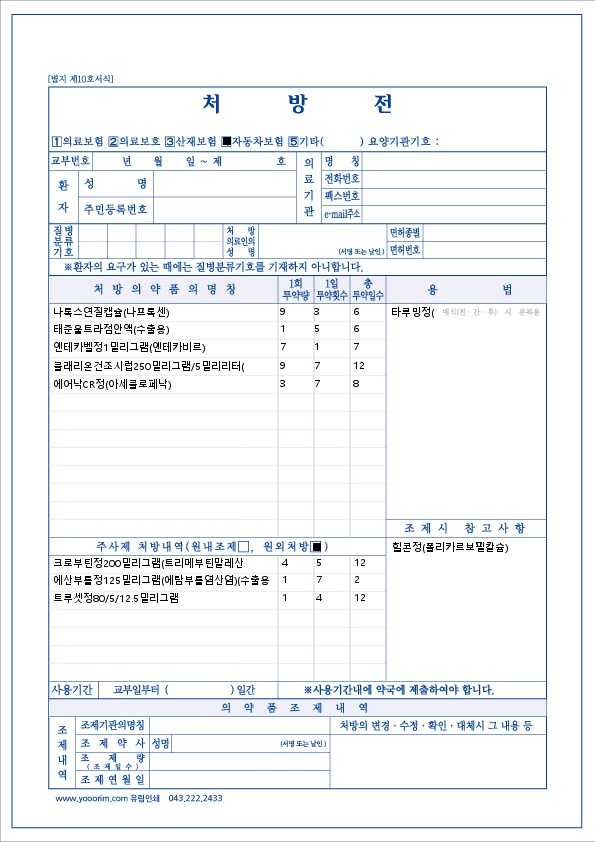 [별지 제10호서식]
처 방 전
1의료보험 2의료보호 3산재보험 ■자동차보험 5기타( ) 요양기관기호 :
교부번호 년 월 일 ~ 제 호
의료기관
명 칭
전화번호
팩스번호
e-mail주소
환자
성 명
주민등록번호
질병분류기호
처 방 의료인의 성 명
(서명 또는 날인)
면허종별
면허번호
※환자의 요구가 있는 때에는 질병분류기호를 기재하지 아니합니다.
처 방 의 약 품 의 명 칭 1회 투약량 1일 투약횟수 총 투약일수 용 법
나록스연질캡슐(나프록센) 9 3 6 타루밍정( 매식(전 · 간 · 후) 시 분복용
태준울트라점안액(수출용) 1 5 6
엔테카벨정1밀리그램(엔테카비르) 7 1 7
클래리온건조시럽250밀리그램/5밀리리터( 9 7 12
에어낙CR정(아세클로페낙) 3 7 8
조 제 시 참 고 사 항
주사제 처방내역(원내조제□, 원외처방■)
힐콘정(폴리카르보필칼슘)
크로부틴정200밀리그램(트리메부틴말레산 4 5 12
에산부톨정125밀리그램(에탐부톨염산염)(수출용 1 7 2
트루셋정80/5/12.5밀리그램 1 4 12
사용기간 교부일부터 ( ) 일간 ※사용기간내에 약국에 제출하여야 합니다.
의 약 품 조 제 내 역
조제내역
조제기관의명칭
처방의 변경 · 수정 · 확인 · 대체시 그 내용 등
조 제 약 사 성명 (서명 또는 날인)
조 제 량
(조제일수)
조 제 연 월 일
www.yooorim.com 유림인쇄 043.222.2433